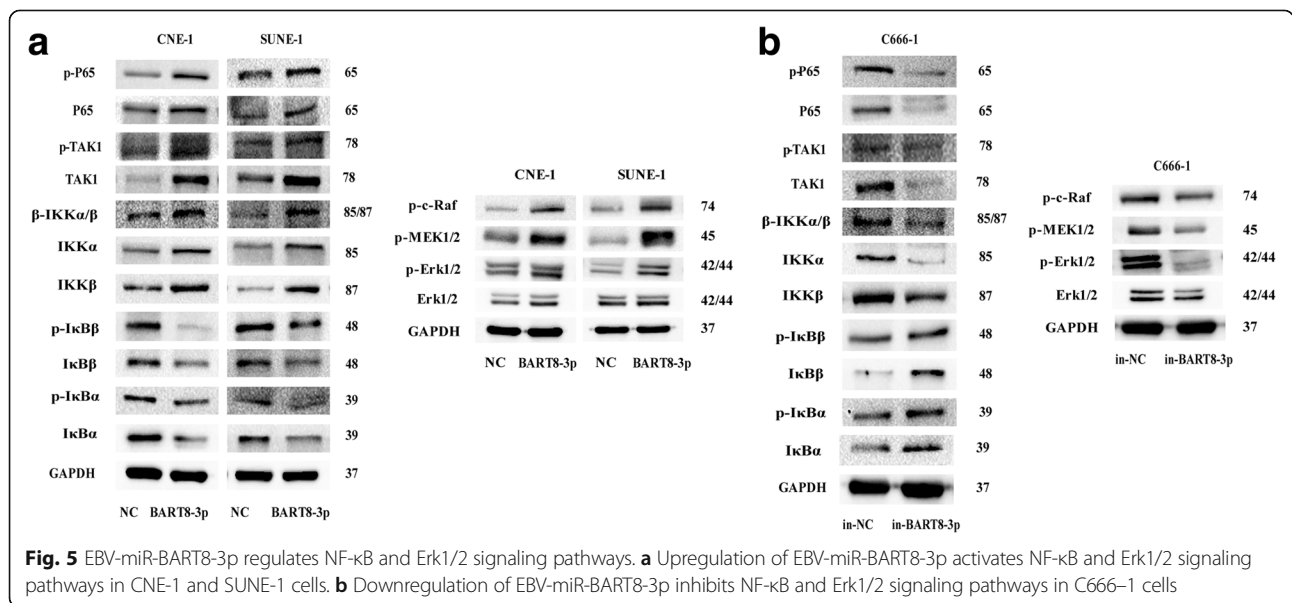 a
CNE-1 SUNE-1
p-P65 65
P65 65
p-TAK1 78
TAK1 78
β-IKKα/β 85/87
IKKα 85
IKKβ 87
p-IκBβ 48
IκBβ 48
p-IκBα 39
IκBα 39
GAPDH 37
NC BART8-3p NC BART8-3p
CNE-1 SUNE-1
p-c-Raf 74
p-MEK1/2 45
p-Erk1/2 42/44
Erk1/2 42/44
GAPDH 37
NC BART8-3p NC BART8-3p
b
C666-1
p-P65 65
P65 65
p-TAK1 78
TAK1 78
β-IKKα/β 85/87
IKKα 85
IKKβ 87
p-IκBβ 48
IκBβ 48
p-IκBα 39
IκBα 39
GAPDH 37
in-NC in-BART8-3p
C666-1
p-c-Raf 74
p-MEK1/2 45
p-Erk1/2 42/44
Erk1/2 42/44
GAPDH 37
in-NC in-BART8-3p
Fig. 5 EBV-miR-BART8-3p regulates NF-κB and Erk1/2 signaling pathways. a Upregulation of EBV-miR-BART8-3p activates NF-κB and Erk1/2 signaling
pathways in CNE-1 and SUNE-1 cells. b Downregulation of EBV-miR-BART8-3p inhibits NF-κB and Erk1/2 signaling pathways in C666–1 cells